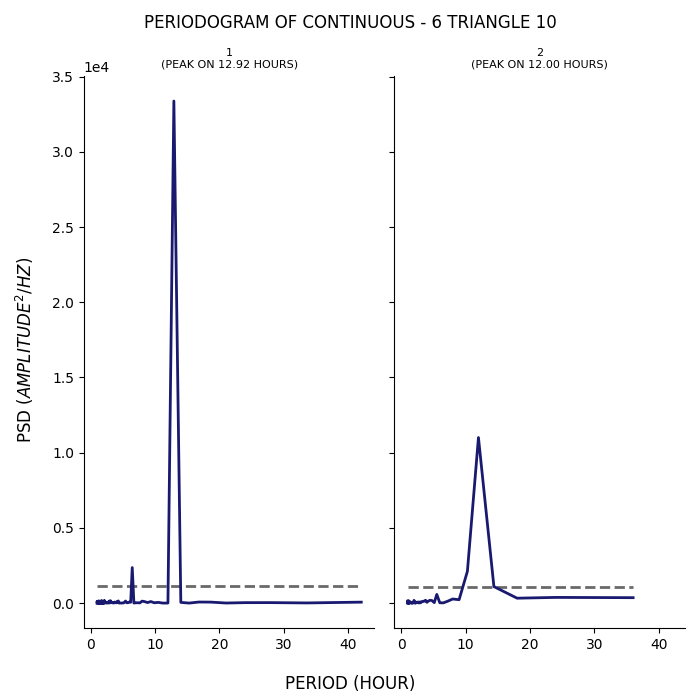 PERIODOGRAM OF CONTINUOUS - 6 TRIANGLE 10
1
(PEAK ON 12.92 HOURS)
2
(PEAK ON 12.00 HOURS)
1e4
3.5
3.0
2.5
2.0
1.5
1.0
0.5
0.0
PSD (AMPLITUDE²/HZ)
0 10 20 30 40
0 10 20 30 40
PERIOD (HOUR)